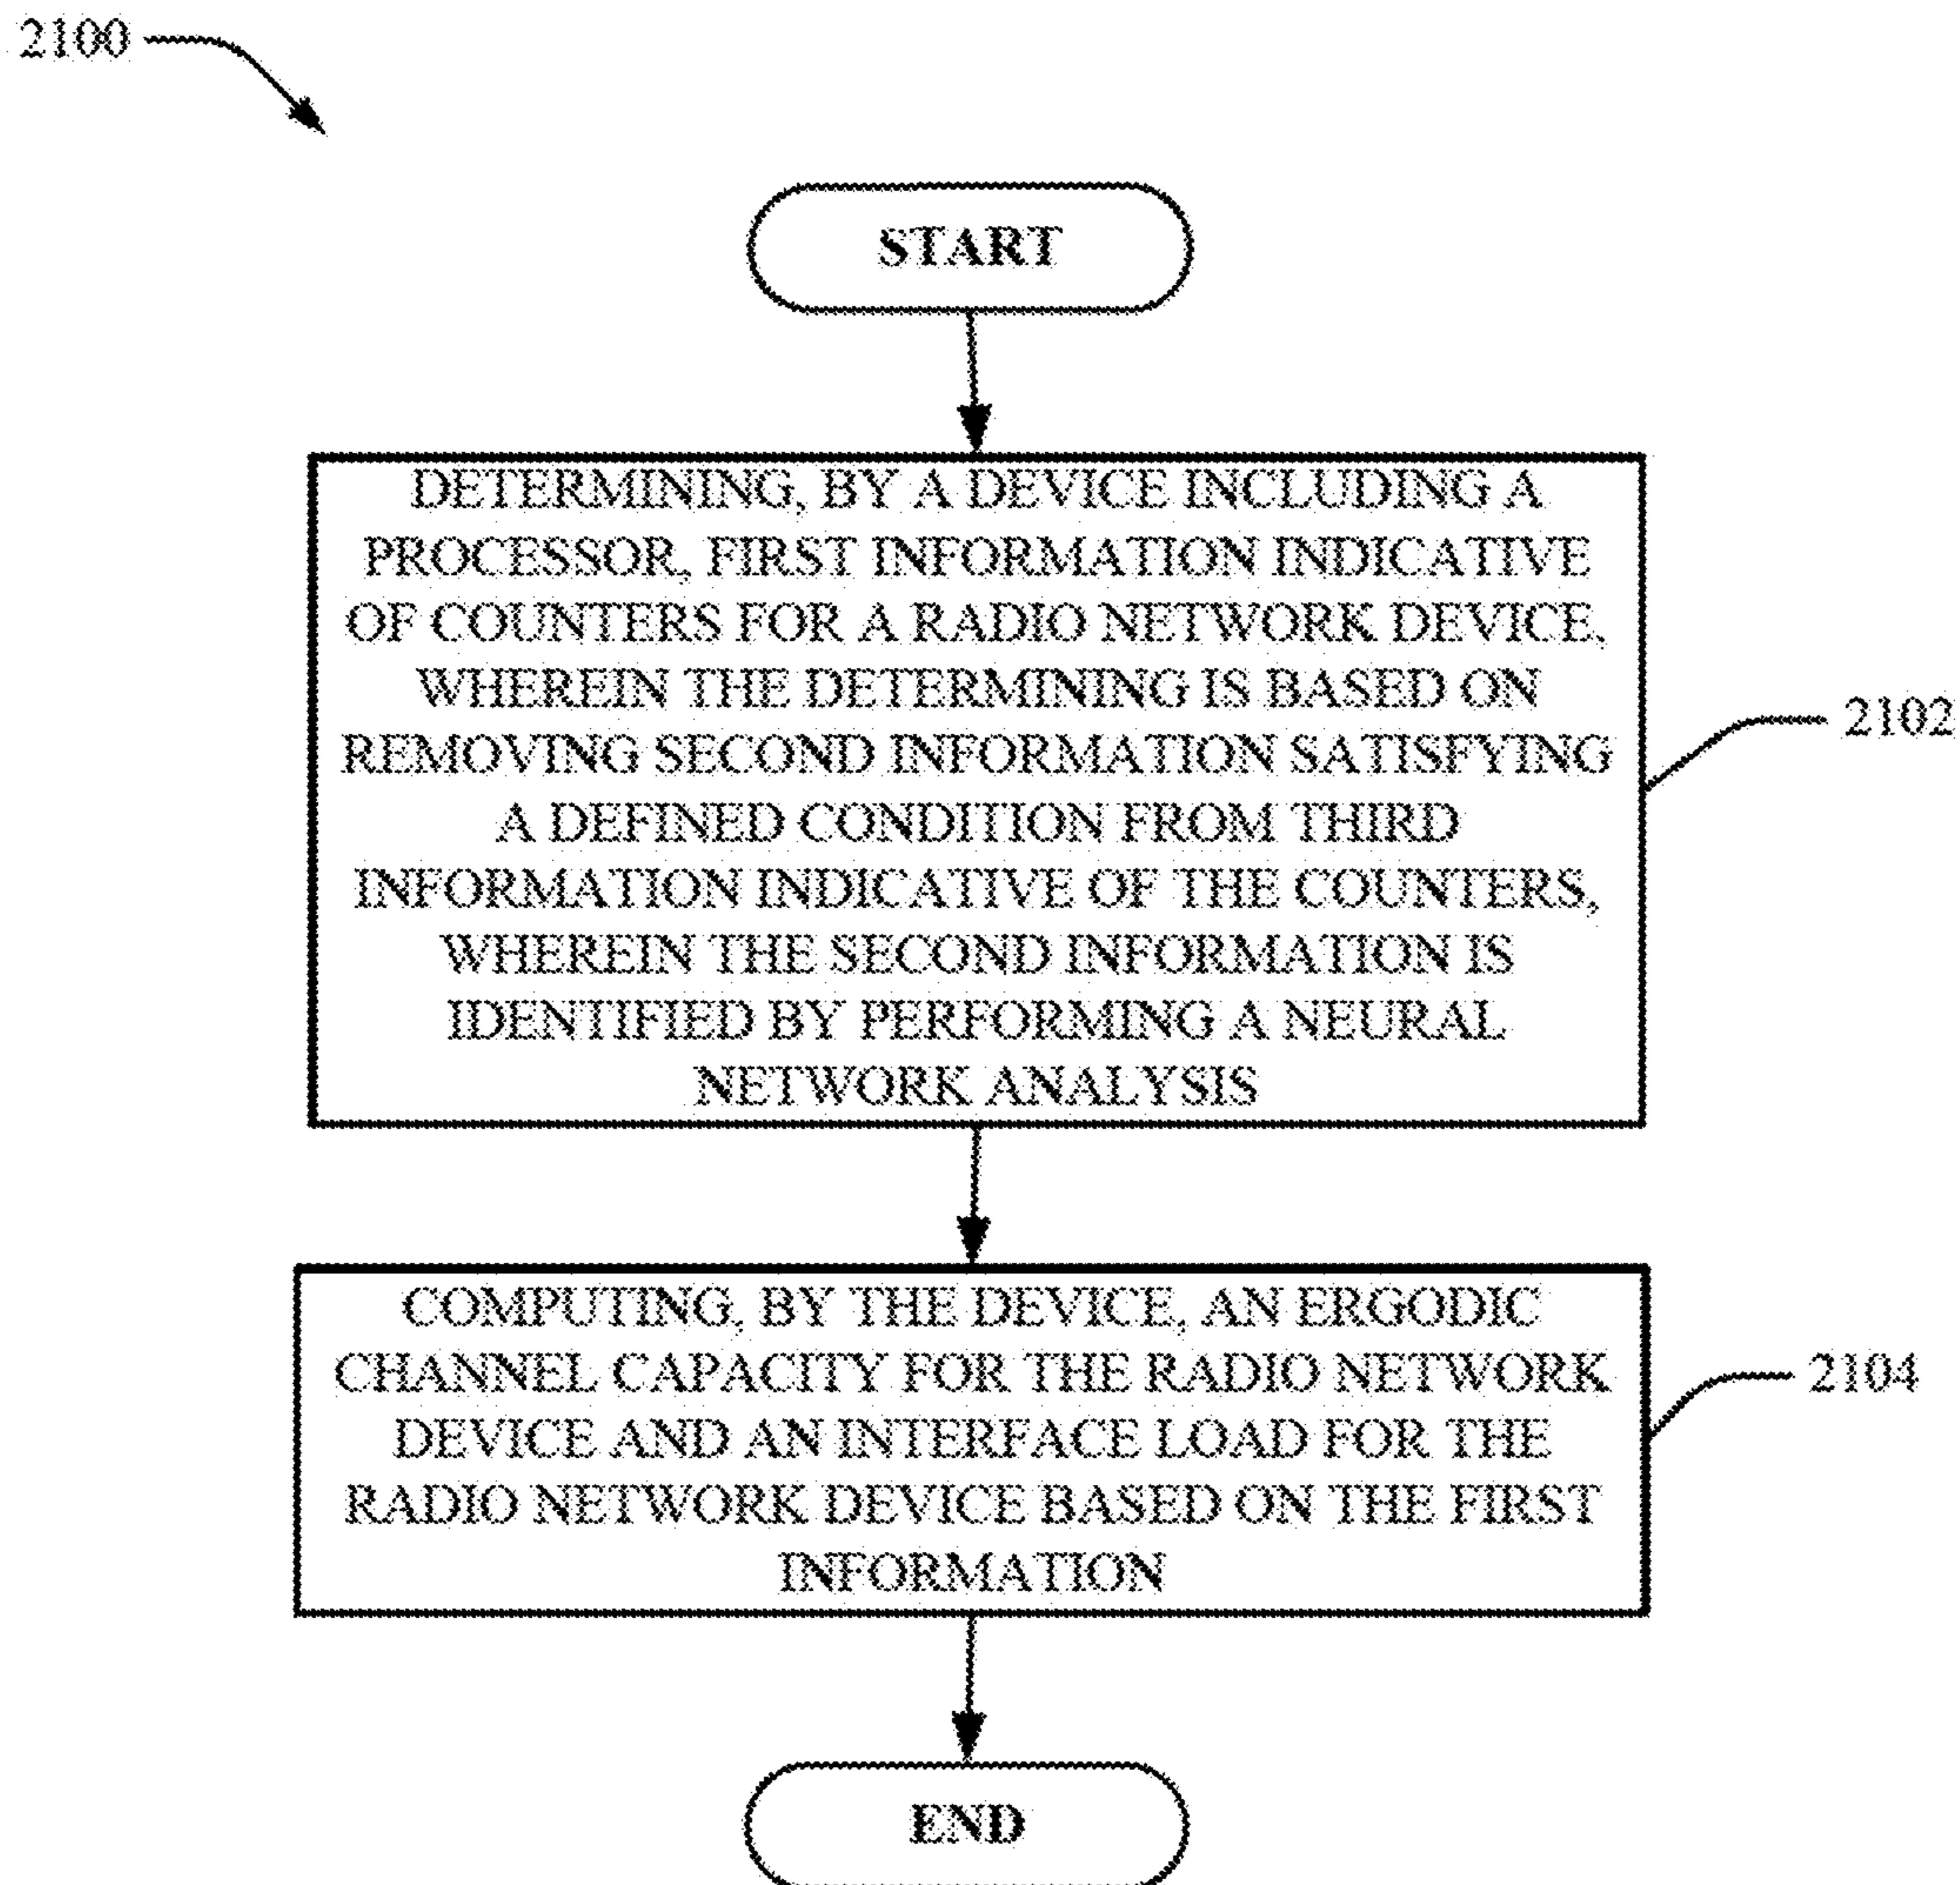 2100
START
DETERMINING, BY A DEVICE INCLUDING A
PROCESSOR, FIRST INFORMATION INDICATIVE
OF COUNTERS FOR A RADIO NETWORK DEVICE,
WHEREIN THE DETERMINING IS BASED ON
REMOVING SECOND INFORMATION SATISFYING
A DEFINED CONDITION FROM THIRD
INFORMATION INDICATIVE OF THE COUNTERS,
WHEREIN THE SECOND INFORMATION IS
IDENTIFIED BY PERFORMING A NEURAL
NETWORK ANALYSIS
2102
COMPUTING, BY THE DEVICE, AN ERGODIC
CHANNEL CAPACITY FOR THE RADIO NETWORK
DEVICE AND AN INTERFACE LOAD FOR THE
RADIO NETWORK DEVICE BASED ON THE FIRST
INFORMATION
2104
END